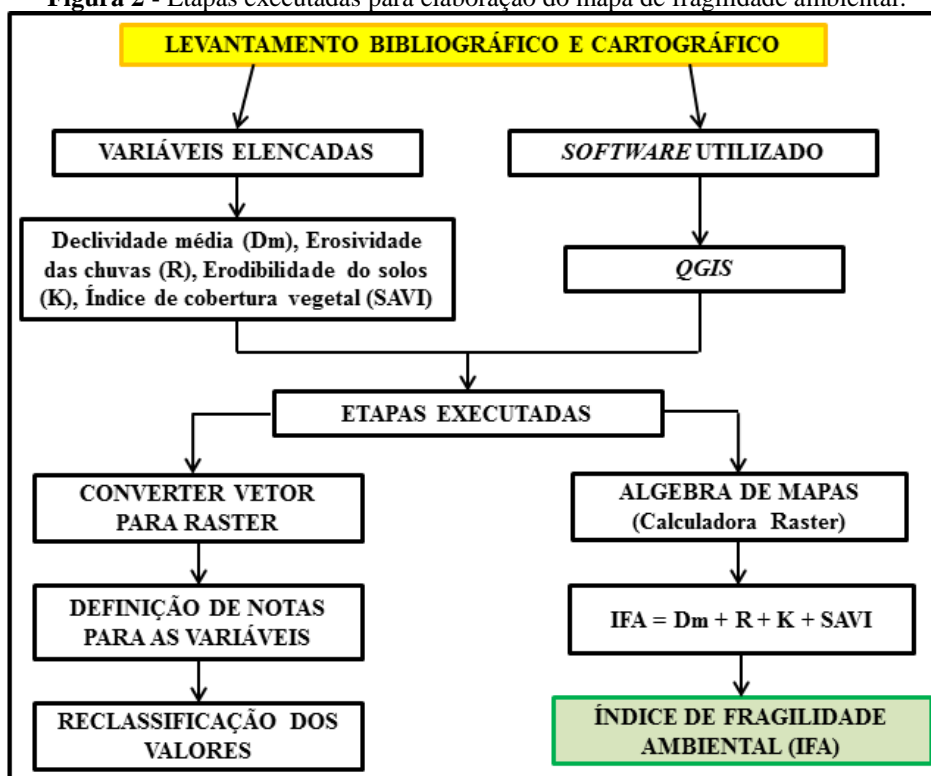 Figura 2 - Etapas executadas para elaboração do mapa de fragilidade ambiental.
LEVANTAMENTO BIBLIOGRÁFICO E CARTOGRÁFICO
VARIÁVEIS ELENCADAS
SOFTWARE UTILIZADO
Declividade média (Dm), Erosividade
das chuvas (R), Erodibilidade do solos
(K), Índice de cobertura vegetal (SAVI)
QGIS
ETAPAS EXECUTADAS
CONVERTER VETOR
PARA RASTER
DEFINIÇÃO DE NOTAS
PARA AS VARIÁVEIS
RECLASSIFICAÇÃO DOS
VALORES
ALGEBRA DE MAPAS
(Calculadora Raster)
IFA = Dm + R + K + SAVI
ÍNDICE DE FRAGILIDADE
AMBIENTAL (IFA)